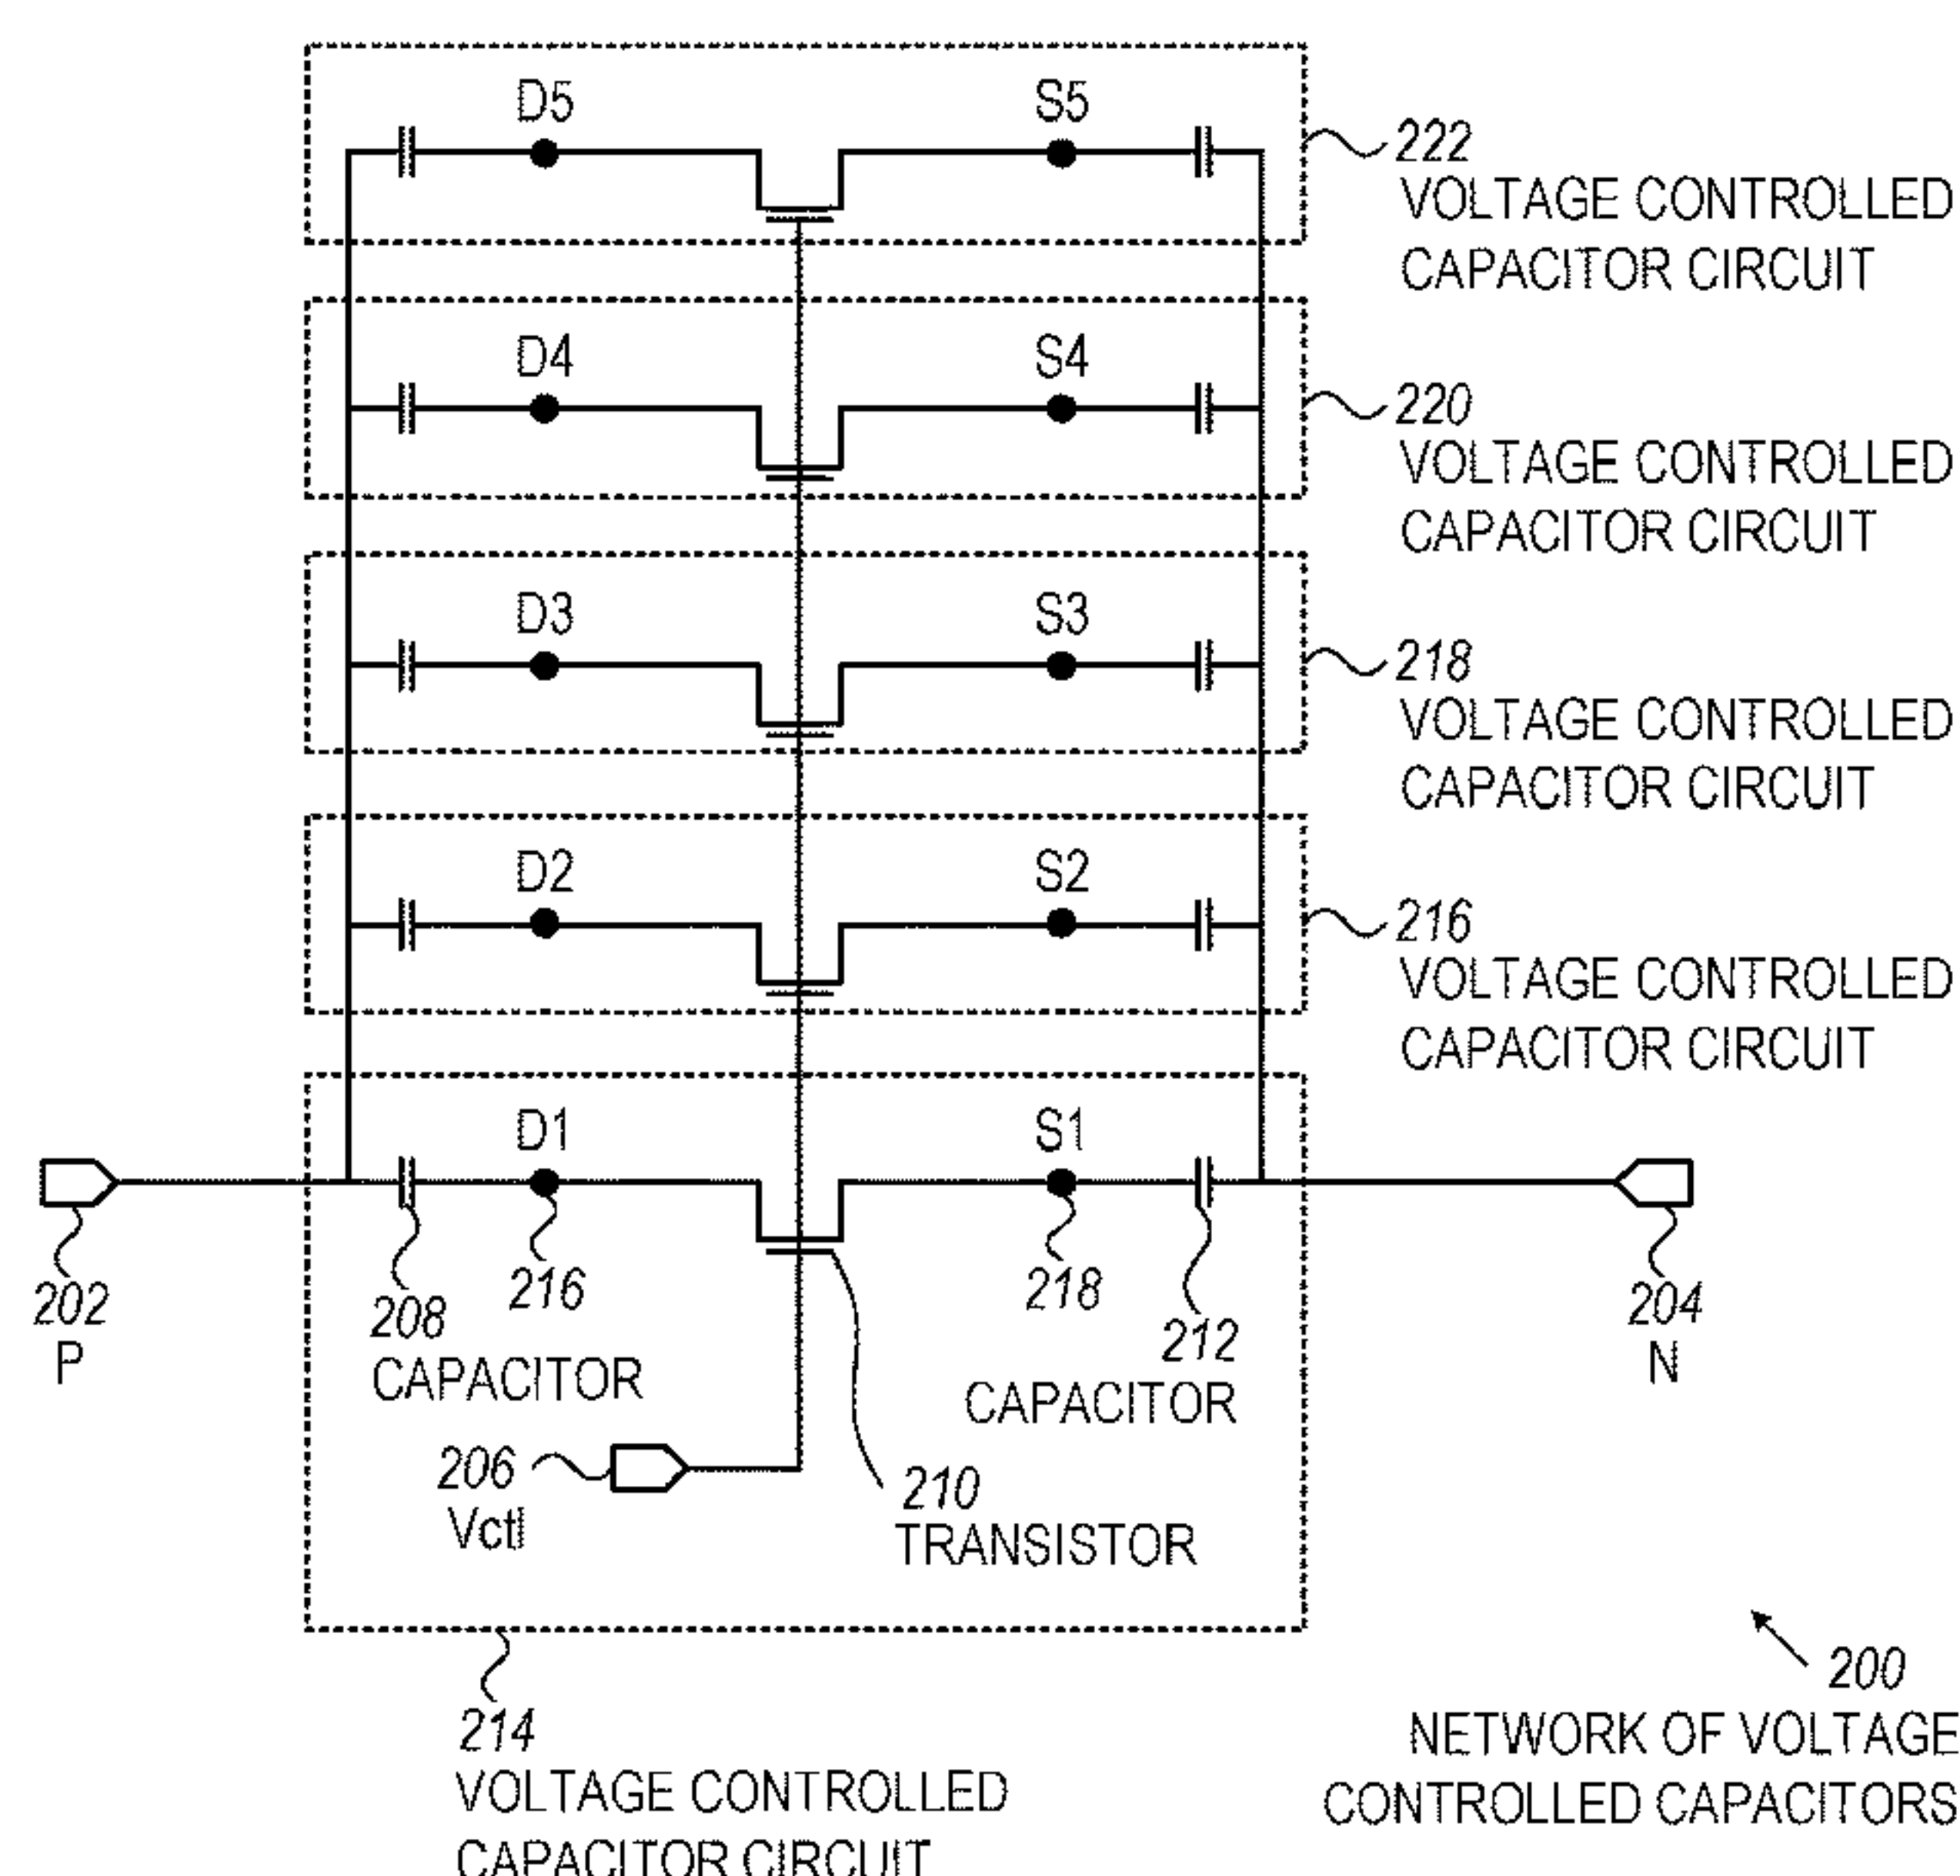 D5 S5
222
VOLTAGE CONTROLLED
CAPACITOR CIRCUIT
D4 S4
220
VOLTAGE CONTROLLED
CAPACITOR CIRCUIT
D3 S3
218
VOLTAGE CONTROLLED
CAPACITOR CIRCUIT
D2 S2
216
VOLTAGE CONTROLLED
CAPACITOR CIRCUIT
D1 S1
202
P
208
CAPACITOR
216
218
212
CAPACITOR
204
N
206
Vctl
210
TRANSISTOR
214
VOLTAGE CONTROLLED
CAPACITOR CIRCUIT
200
NETWORK OF VOLTAGE
CONTROLLED CAPACITORS